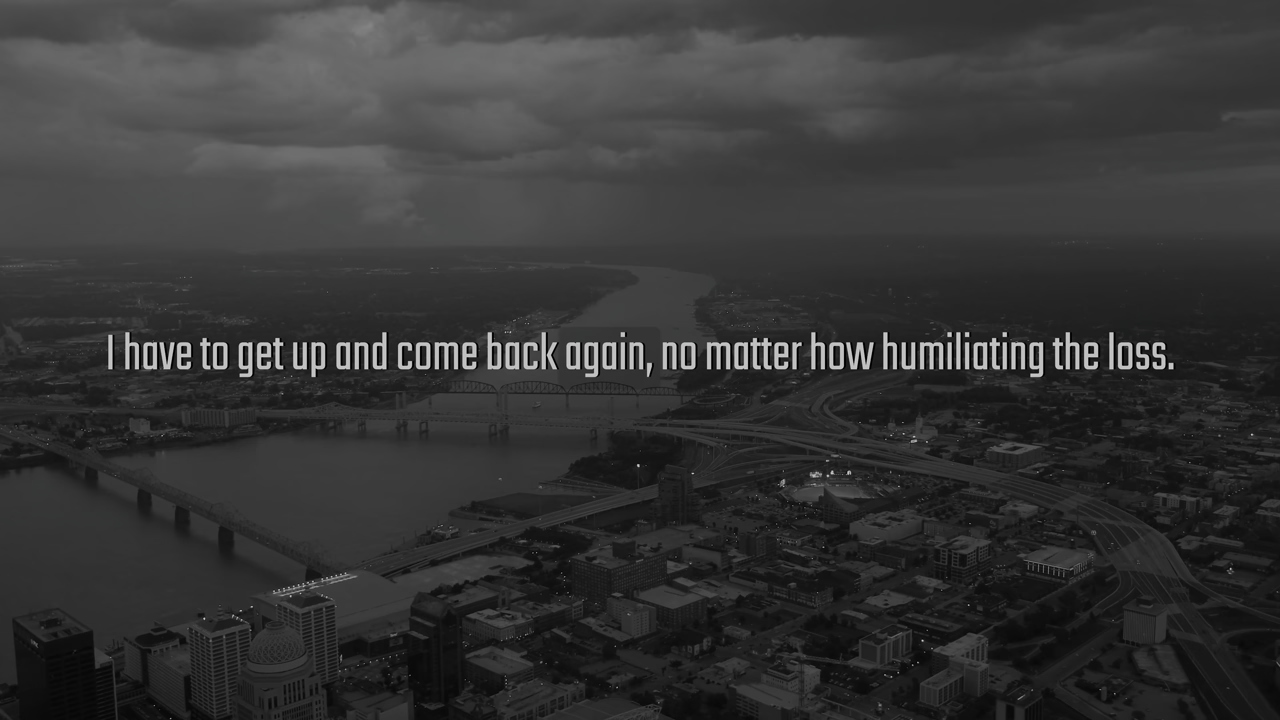 I have to get up and come back again, no matter how humiliating the loss.